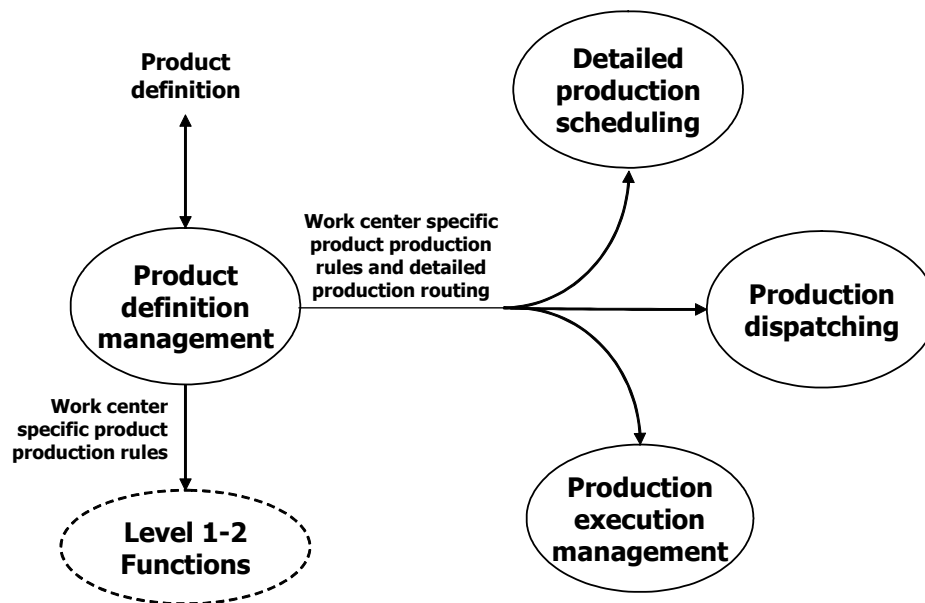 Product
definition
Detailed
production
scheduling
Work center specific
product production
rules and detailed
production routing
Product
definition
management
Production
dispatching
Work center
specific product
production rules
Production
execution
management
Level 1-2
Functions